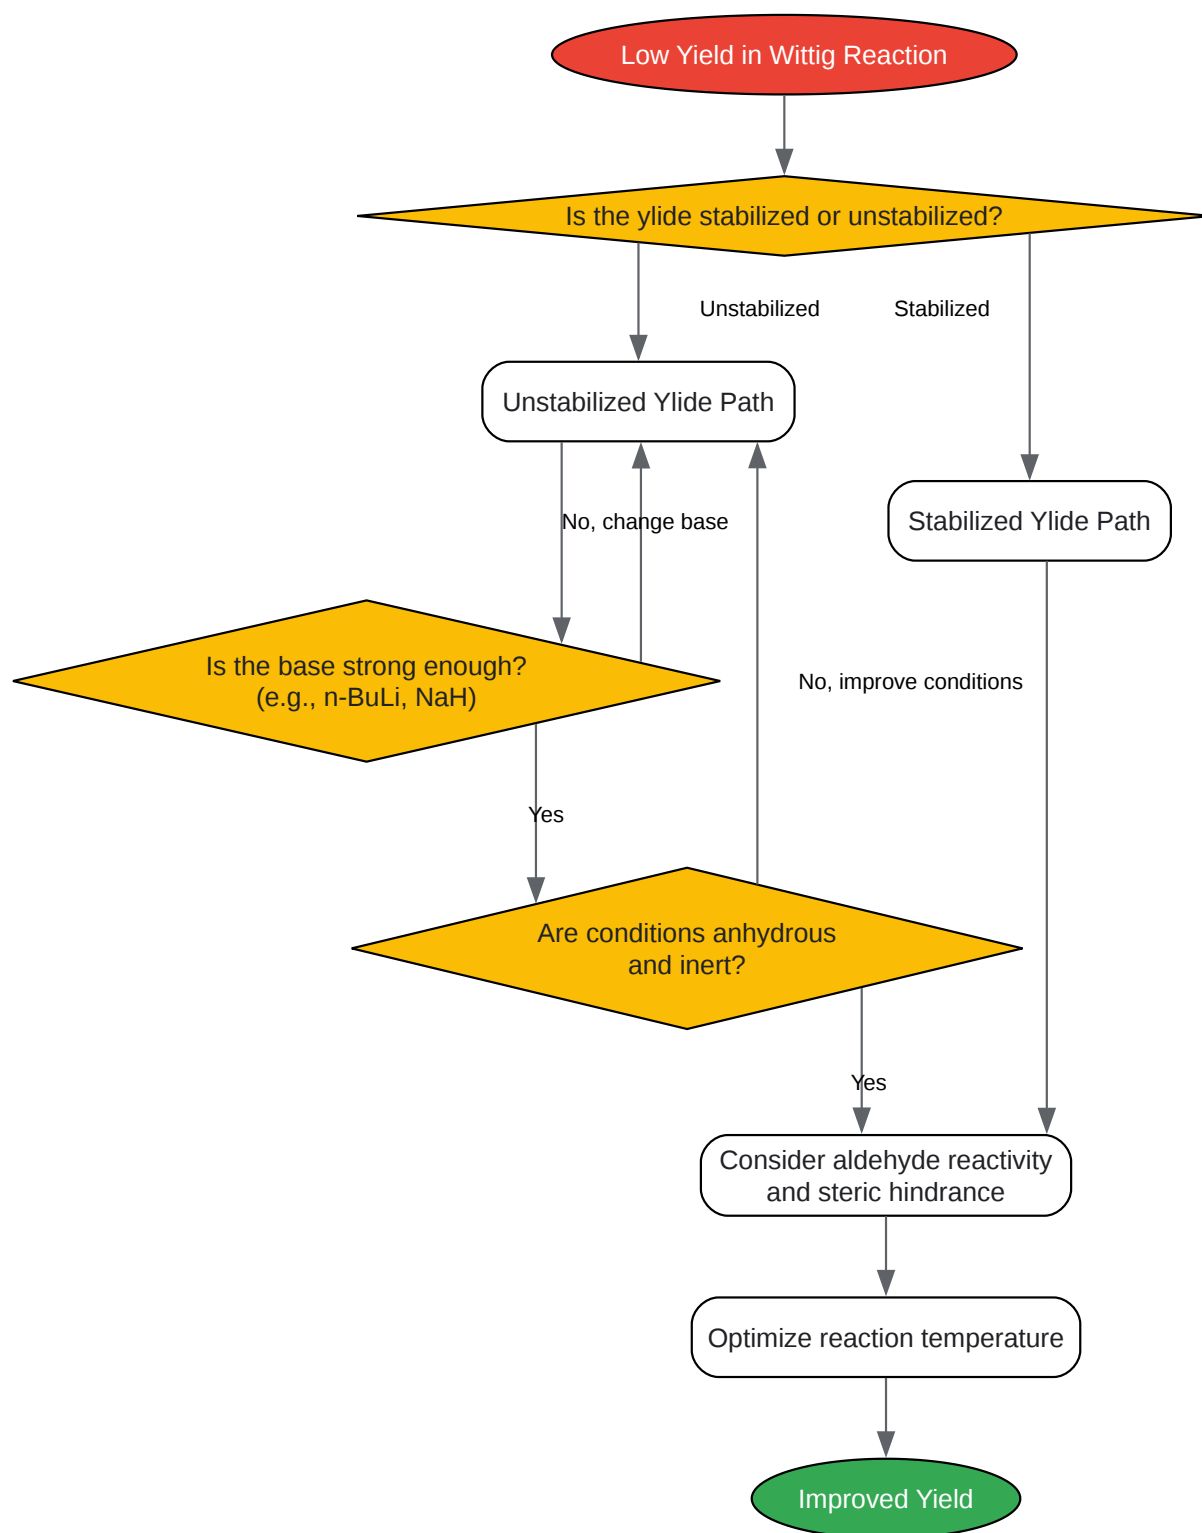 Low Yield in Wittig Reaction
Is the ylide stabilized or unstabilized?
Unstabilized
Stabilized
Unstabilized Ylide Path
Stabilized Ylide Path
No, change base
Is the base strong enough?
(e.g., n-BuLi, NaH)
No, improve conditions
Yes
Are conditions anhydrous
and inert?
Yes
Consider aldehyde reactivity
and steric hindrance
Optimize reaction temperature
Improved Yield